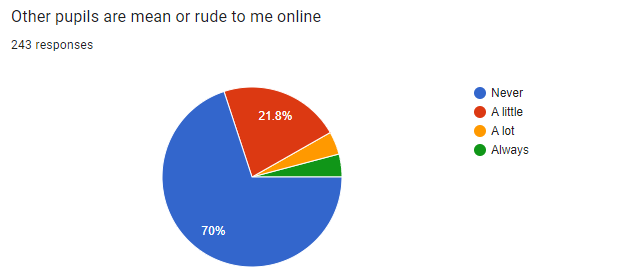 Other pupils are mean or rude to me online
243 responses
21.8%
70%
Never
A little
A lot
Always